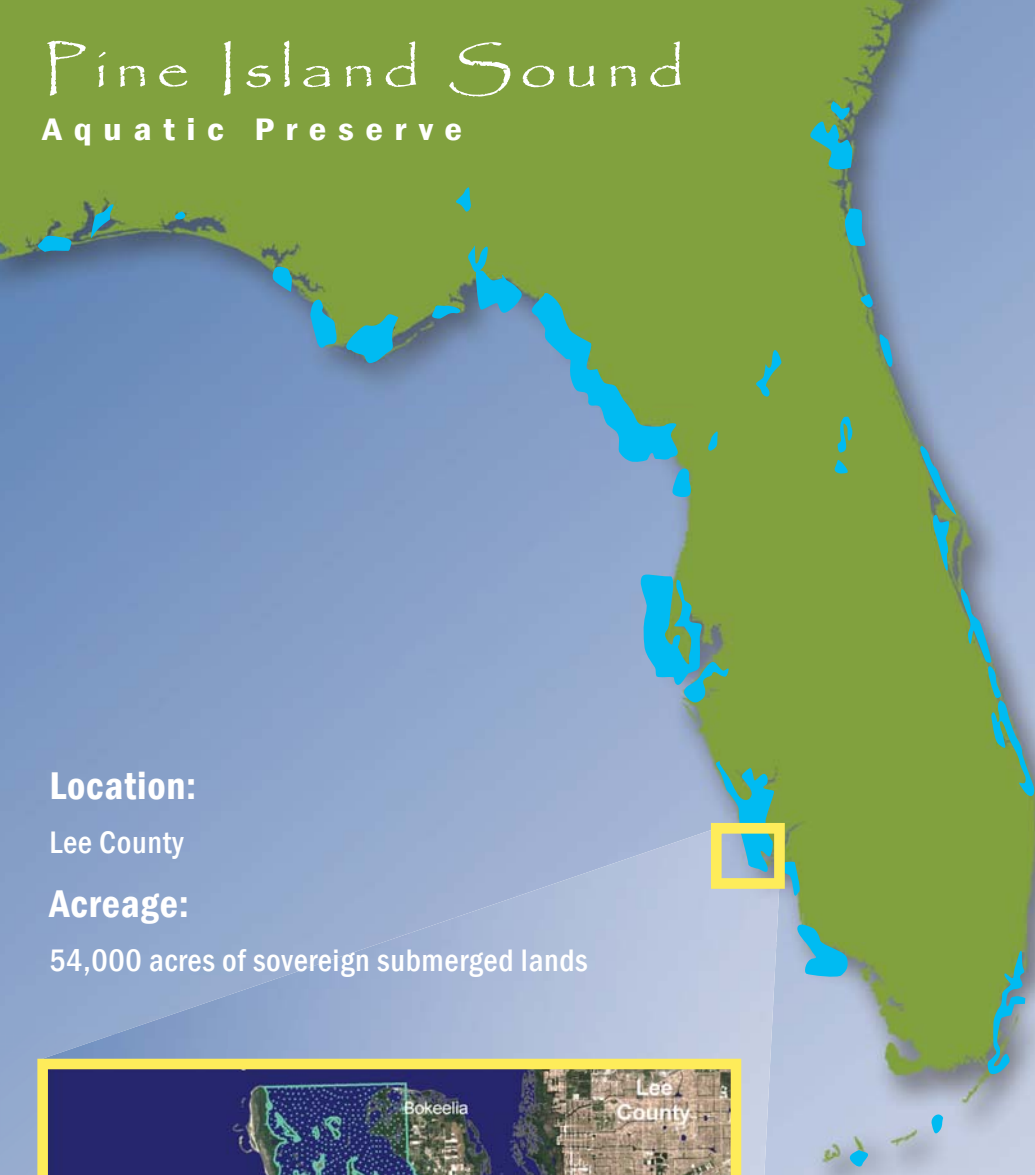 Pine Island Sound
Aquatic Preserve
Location:
Lee County
Acreage:
54,000 acres of sovereign submerged lands
Bokeelia
Lee
County